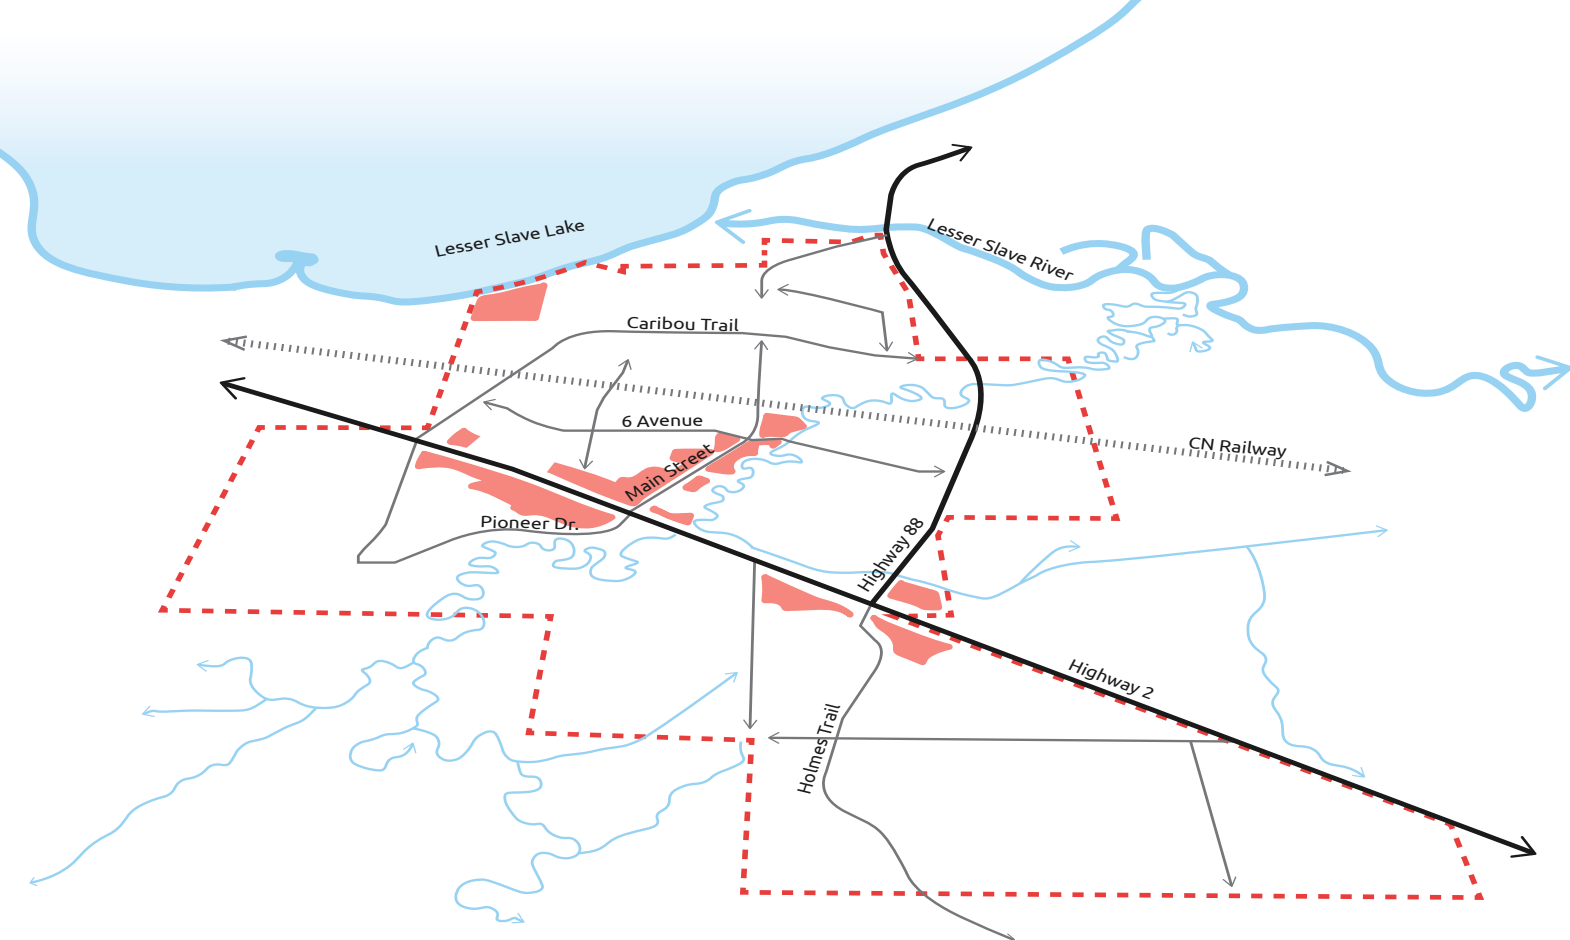 Lesser Slave Lake
Lesser Slave River
Caribou Trail
6 Avenue
CN Railway
Main Street
Pioneer Dr.
Highway 88
Highway 2
Holmes Trail